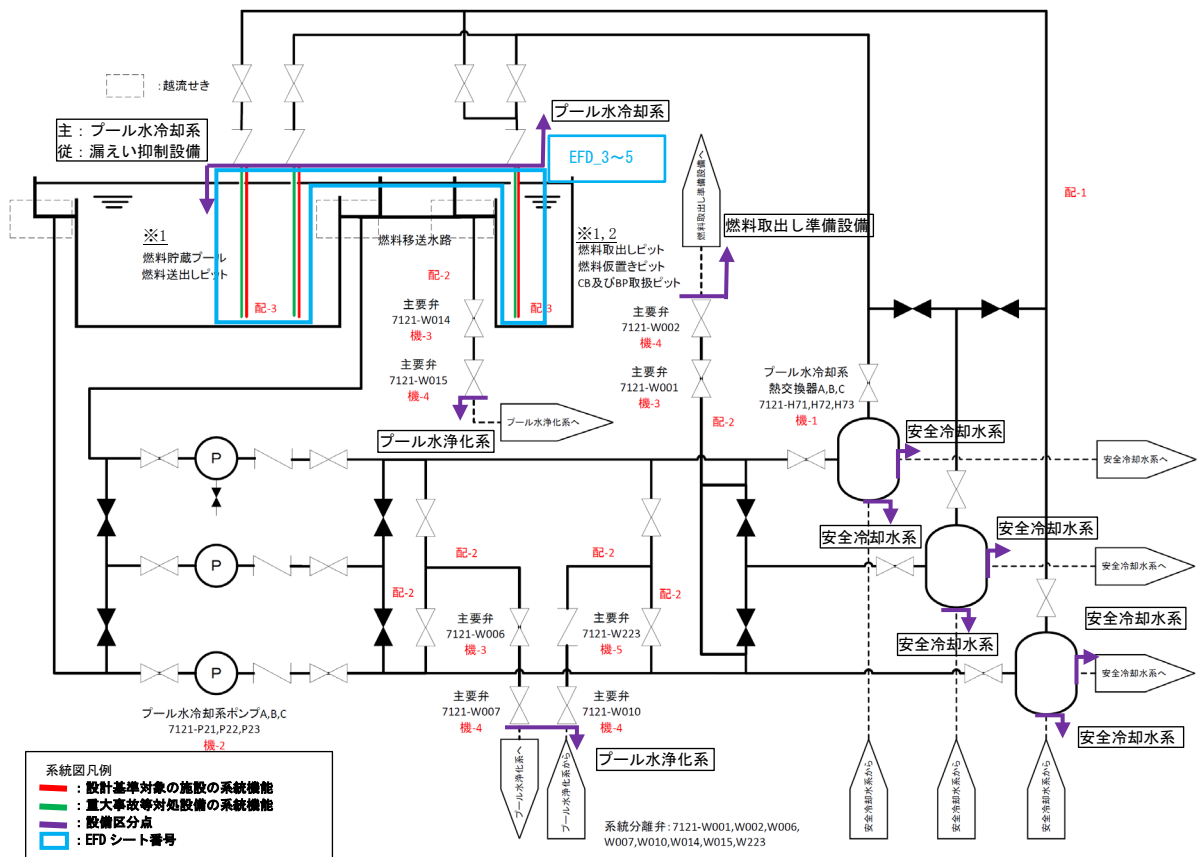 :越流せき
主：プール水冷却系
従：漏えい抑制設備
プール水冷却系
EFD_3～5
配-1
燃料取出し準備設備へ
燃料取出し準備設備
※1
燃料貯蔵プール
燃料送出しピット
配-3
燃料移送水路
配-2
※1,2
燃料取出しピット
燃料仮置きピット
CB及びBP取扱ピット
配-3
主要弁
7121-W014
機-3
主要弁
7121-W015
機-4
プール水浄化系へ
プール水浄化系
主要弁
7121-W002
機-4
主要弁
7121-W001
機-3
配-2
プール水冷却系
熱交換器A,B,C
7121-H71,H72,H73
機-1
安全冷却水系
安全冷却水系へ
安全冷却水系
安全冷却水系
安全冷却水系へ
安全冷却水系
安全冷却水系
安全冷却水系へ
安全冷却水系
P
P
P
配-2
配-2
配-2
配-2
主要弁
7121-W006
機-3
主要弁
7121-W223
機-5
主要弁
7121-W007
機-4
主要弁
7121-W010
機-4
プール水浄化系
プール水浄化系へ
プール水浄化系から
安全冷却水系から
安全冷却水系から
安全冷却水系から
プール水冷却系ポンプA,B,C
7121-P21,P22,P23
機-2
系統図凡例
：設計基準対象の施設の系統機能
：重大事故等対処設備の系統機能
：設備区分点
：EFDシート番号
系統分離弁：7121-W001,W002,W006,
W007,W010,W014,W015,W223